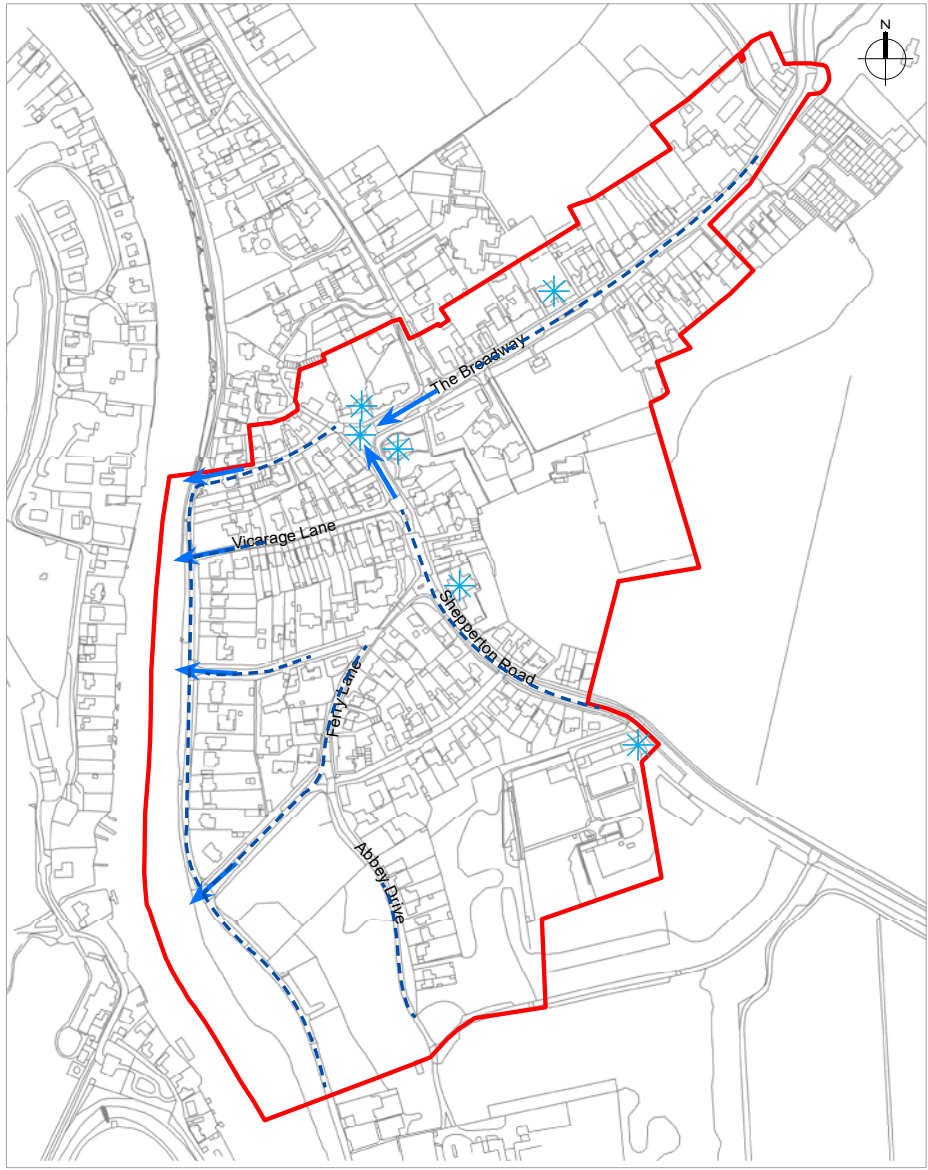 N
The Broadway
Vicarage Lane
Shepperton Road
Ferry Lane
Abbey Drive